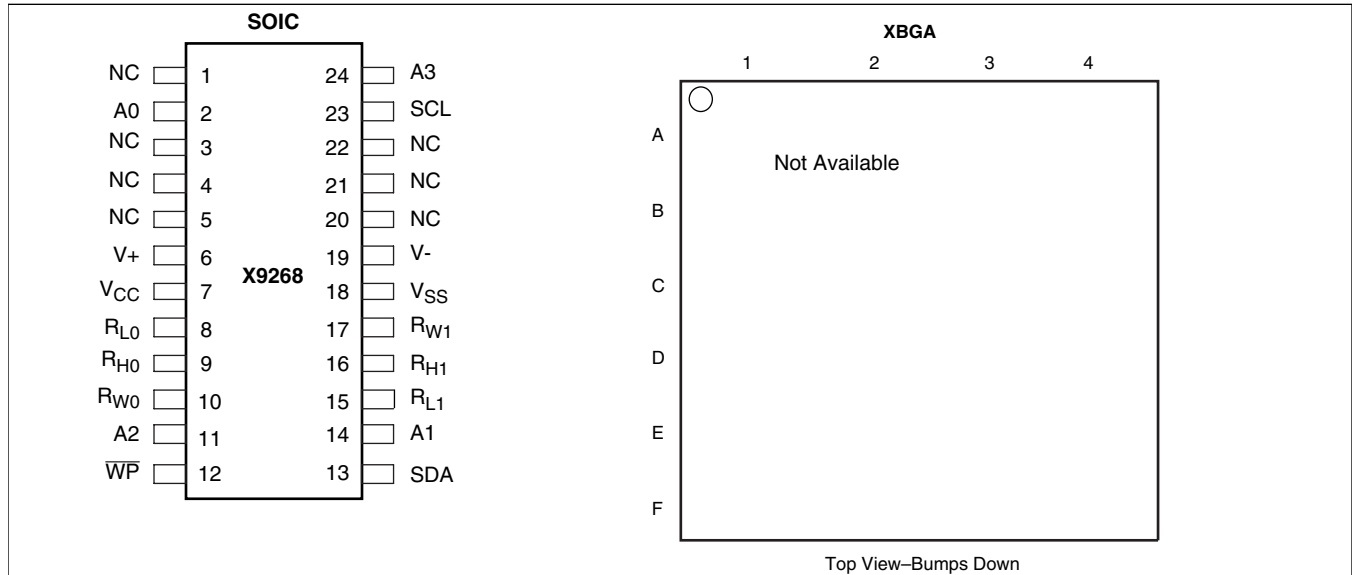 SOIC
NC 1 24 A3
A0 2 23 SCL
NC 3 22 NC
NC 4 21 NC
NC 5 20 NC
V+ 6 19 V-
X9268
VCC 7 18 VSS
RL0 8 17 RW1
RH0 9 16 RH1
RW0 10 15 RL1
A2 11 14 A1
W̅P̅ 12 13 SDA
XBGA
1 2 3 4
A
Not Available
B
C
D
E
F
Top View–Bumps Down